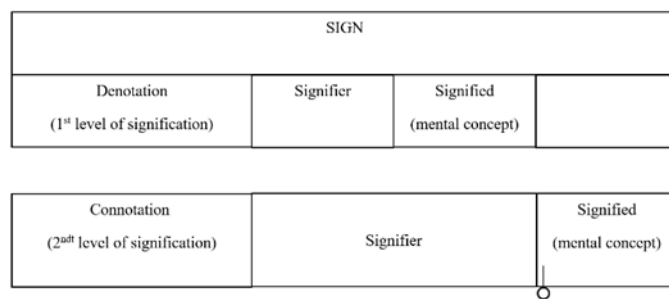 SIGN
Denotation
(1st level of signification)
Signifier
Signified
(mental concept)
Connotation
(2ndt level of signification)
Signifier
Signified
(mental concept)